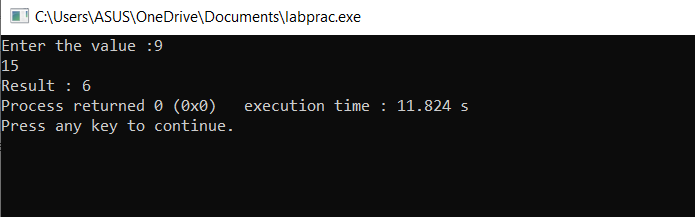 C:\Users\ASUS\OneDrive\Documents\labprac.exe
Enter the value :9
15
Result : 6
Process returned 0 (0x0)   execution time : 11.824 s
Press any key to continue.